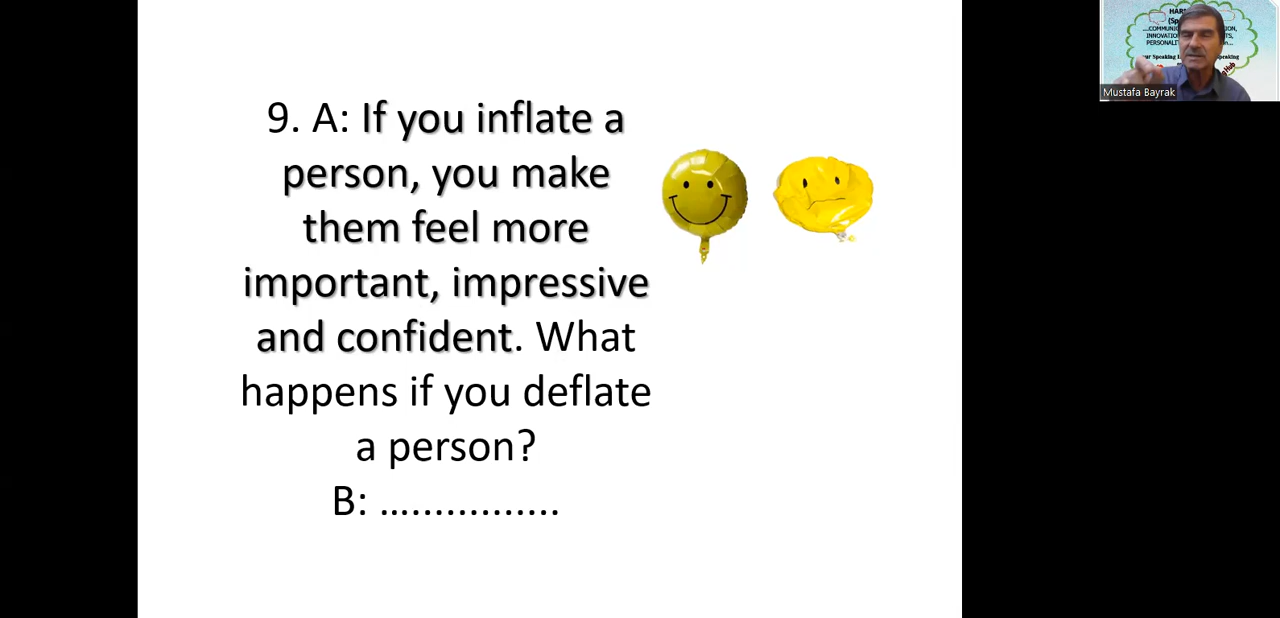 9. A: If you inflate a
person, you make
them feel more
important, impressive
and confident. What
happens if you deflate
a person?
B: ...............
Mustafa Bayrak